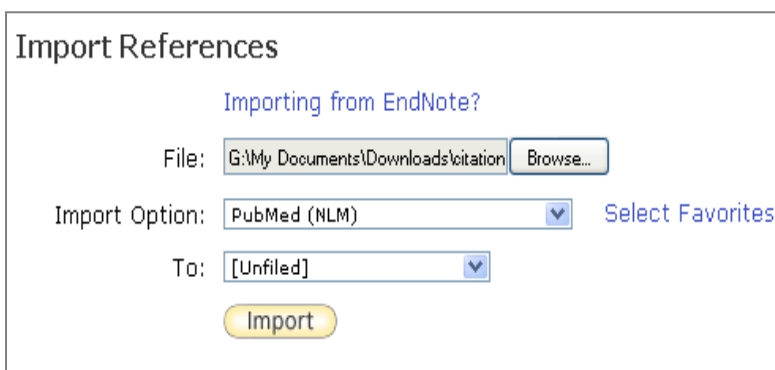 Import References
Importing from EndNote?
File: G:\My Documents\Downloads\citation Browse...
Import Option: PubMed (NLM) Select Favorites
To: [Unfiled]
Import